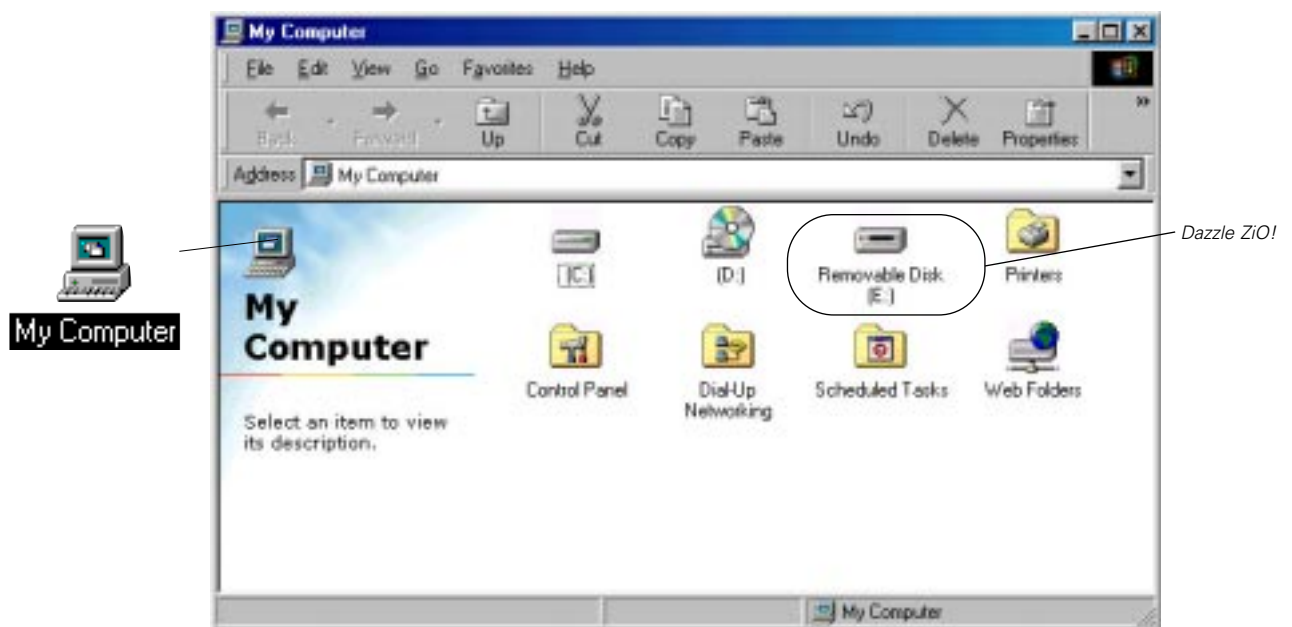 My Computer
File Edit View Go Favorites Help
Back Forward Up Cut Copy Paste Undo Delete Properties »
Address My Computer
My Computer
Dazzle ZiO!
(C:) (D:) Removable Disk (E:) Printers
My
Computer
Control Panel Dial-Up Networking Scheduled Tasks Web Folders
Select an item to view
its description.
My Computer